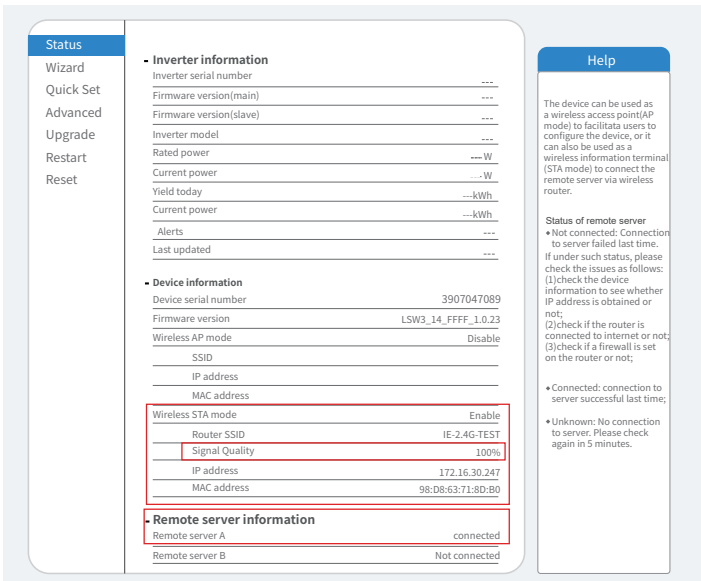 Status
Wizard
Quick Set
Advanced
Upgrade
Restart
Reset
- Inverter information
Inverter serial number ---
Firmware version(main) ---
Firmware version(slave) ---
Inverter model ---
Rated power --- W
Current power --- W
Yield today ---kWh
Current power ---kWh
Alerts ---
Last updated ---
- Device information
Device serial number 3907047089
Firmware version LSW3_14_FFFF_1.0.23
Wireless AP mode Disable
SSID
IP address
MAC address
Wireless STA mode Enable
Router SSID IE-2.4G-TEST
Signal Quality 100%
IP address 172.16.30.247
MAC address 98:D8:63:71:8D:B0
- Remote server information
Remote server A connected
Remote server B Not connected
Help
The device can be used as
a wireless access point(AP
mode) to facilitata users to
configure the device, or it
can also be used as a
wireless information terminal
(STA mode) to connect the
remote server via wireless
router.
Status of remote server
◆Not connected: Connection
to server failed last time.
If under such status, please
check the issues as follows:
(1)check the device
information to see whether
IP address is obtained or
not;
(2)check if the router is
connected to internet or not;
(3)check if a firewall is set
on the router or not;
◆Connected: connection to
server successful last time;
◆Unknown: No connection
to server. Please check
again in 5 minutes.